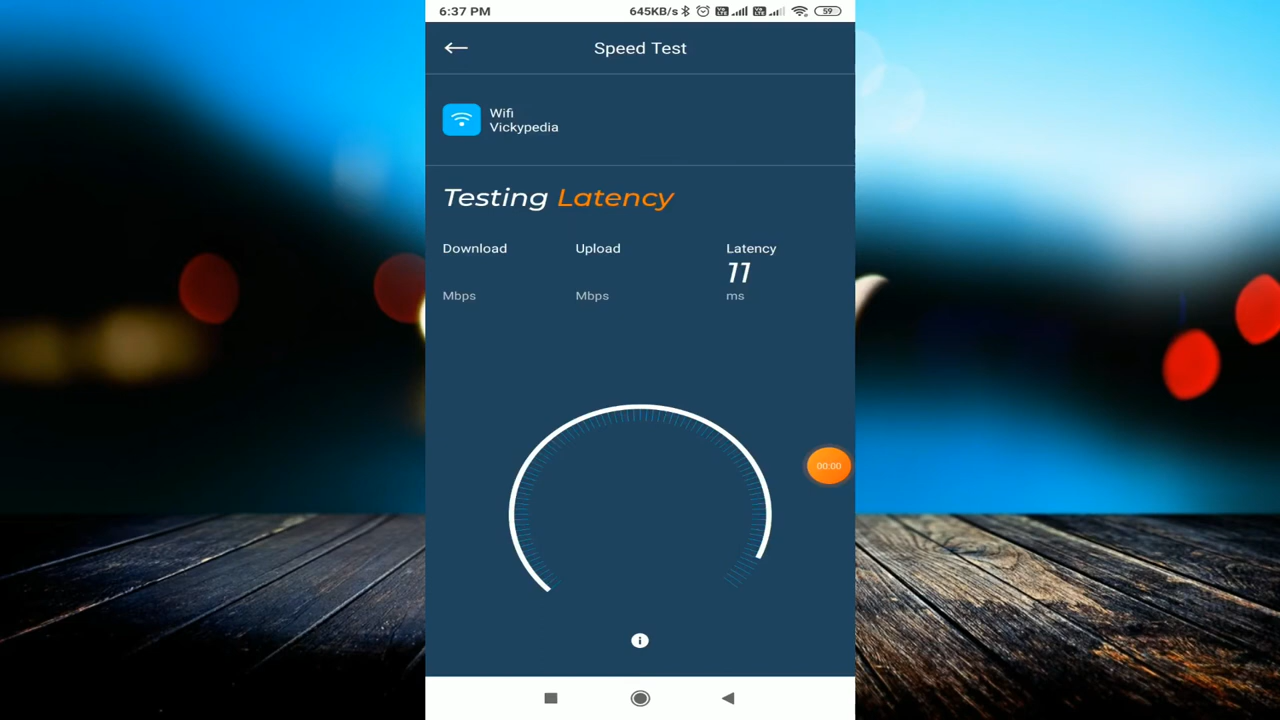 6:37 PM
645KB/s
59
Speed Test
Wifi
Vickypedia
Testing Latency
Download Upload Latency
11
Mbps Mbps ms
00:00